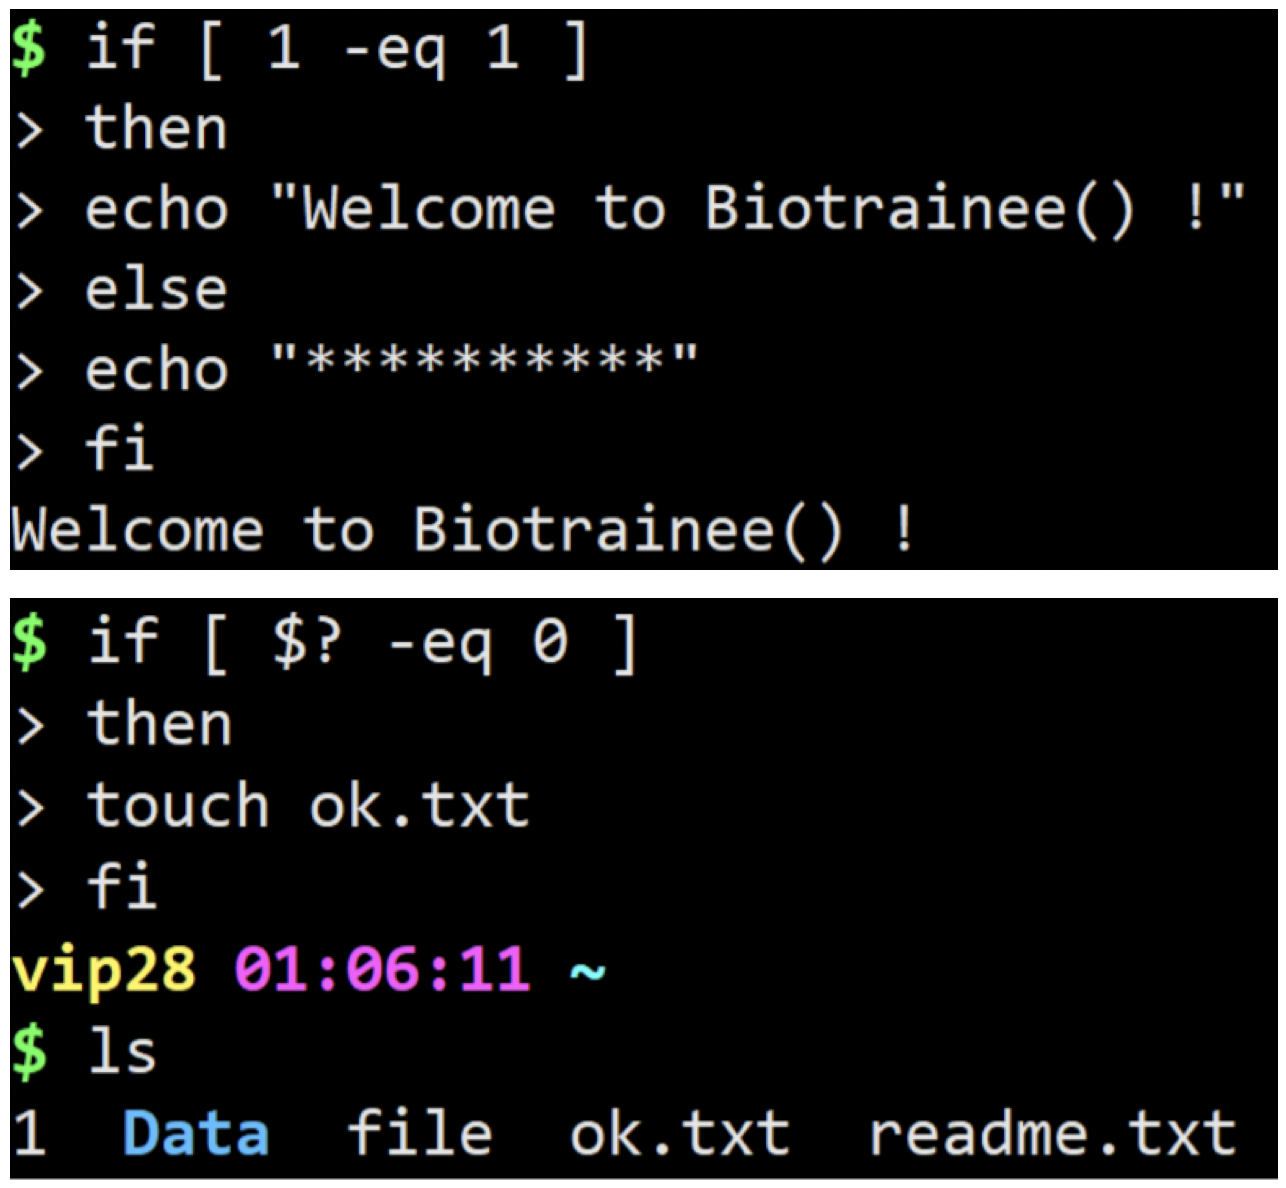 $ if [ 1 -eq 1 ]
> then
> echo "Welcome to Biotrainee() !"
> else
> echo "**********"
> fi
Welcome to Biotrainee() !
$ if [ $? -eq 0 ]
> then
> touch ok.txt
> fi
vip28 01:06:11 ~
$ ls
1  Data  file  ok.txt  readme.txt